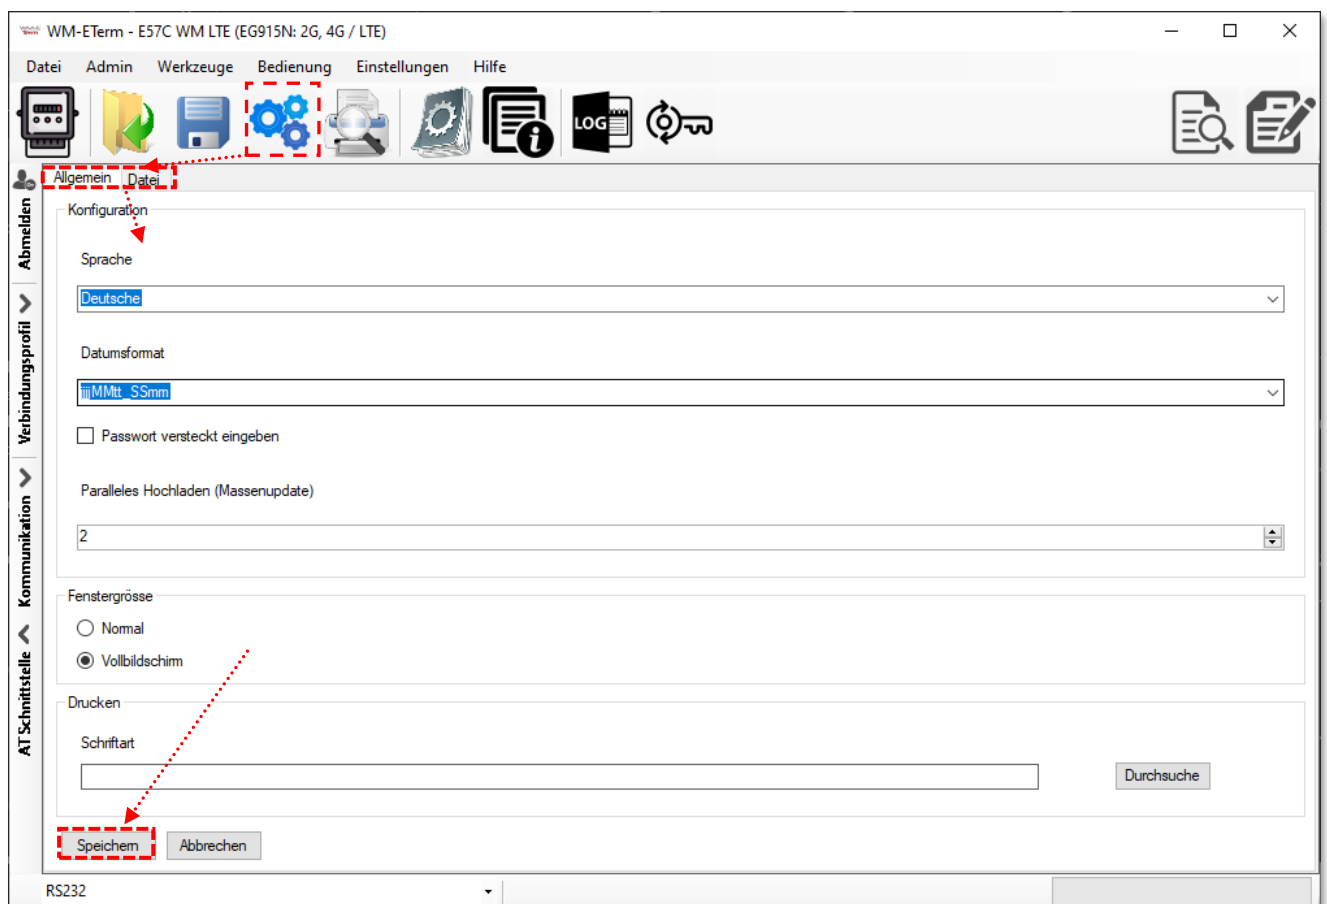 WM-ETerm - E57C WM LTE (EG915N: 2G, 4G / LTE)
Datei Admin Werkzeuge Bedienung Einstellungen Hilfe
LOG
Allgemein Datei
Konfiguration
Sprache
Deutsche
Datumsformat
jjjjMMtt_SSmm
Passwort versteckt eingeben
Paralleles Hochladen (Massenupdate)
2
Fenstergrösse
Normal
Vollbildschirm
Drucken
Schriftart
Durchsuche
Speichern Abbrechen
Abmelden
Verbindungsprofil
Kommunikation
AT Schnittstelle
RS232